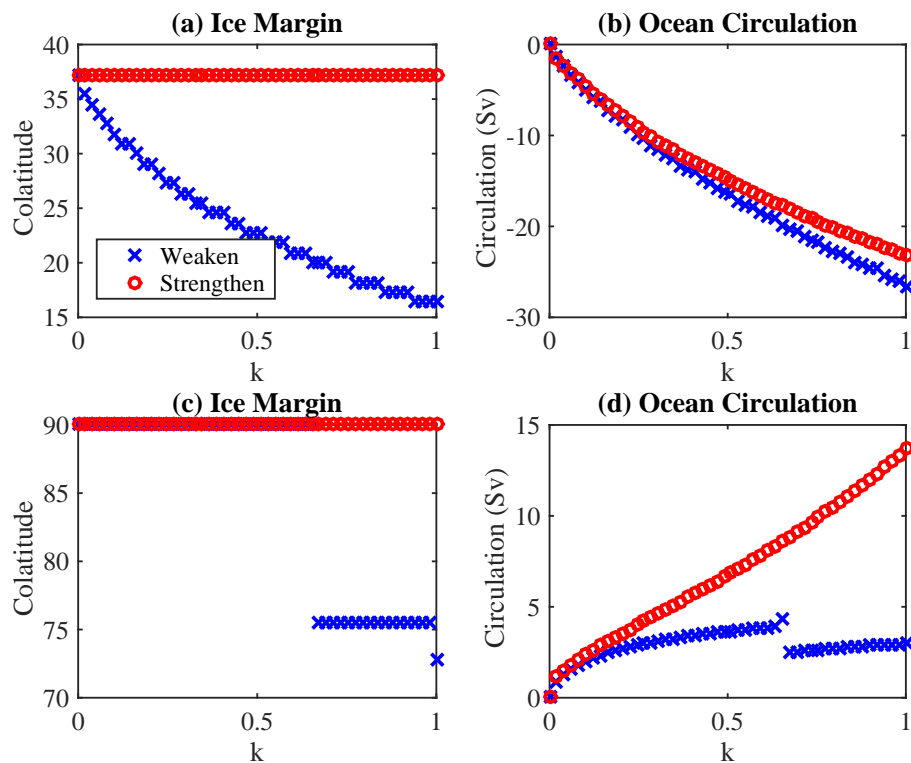 (a) Ice Margin
40
35
30
25
20
15
Colatitude
Weaken
Strengthen
0
0.5
1
k
(b) Ocean Circulation
0
-10
-20
-30
Circulation (Sv)
0
0.5
1
k
(c) Ice Margin
90
85
80
75
70
Colatitude
0
0.5
1
k
(d) Ocean Circulation
15
10
5
0
Circulation (Sv)
0
0.5
1
k